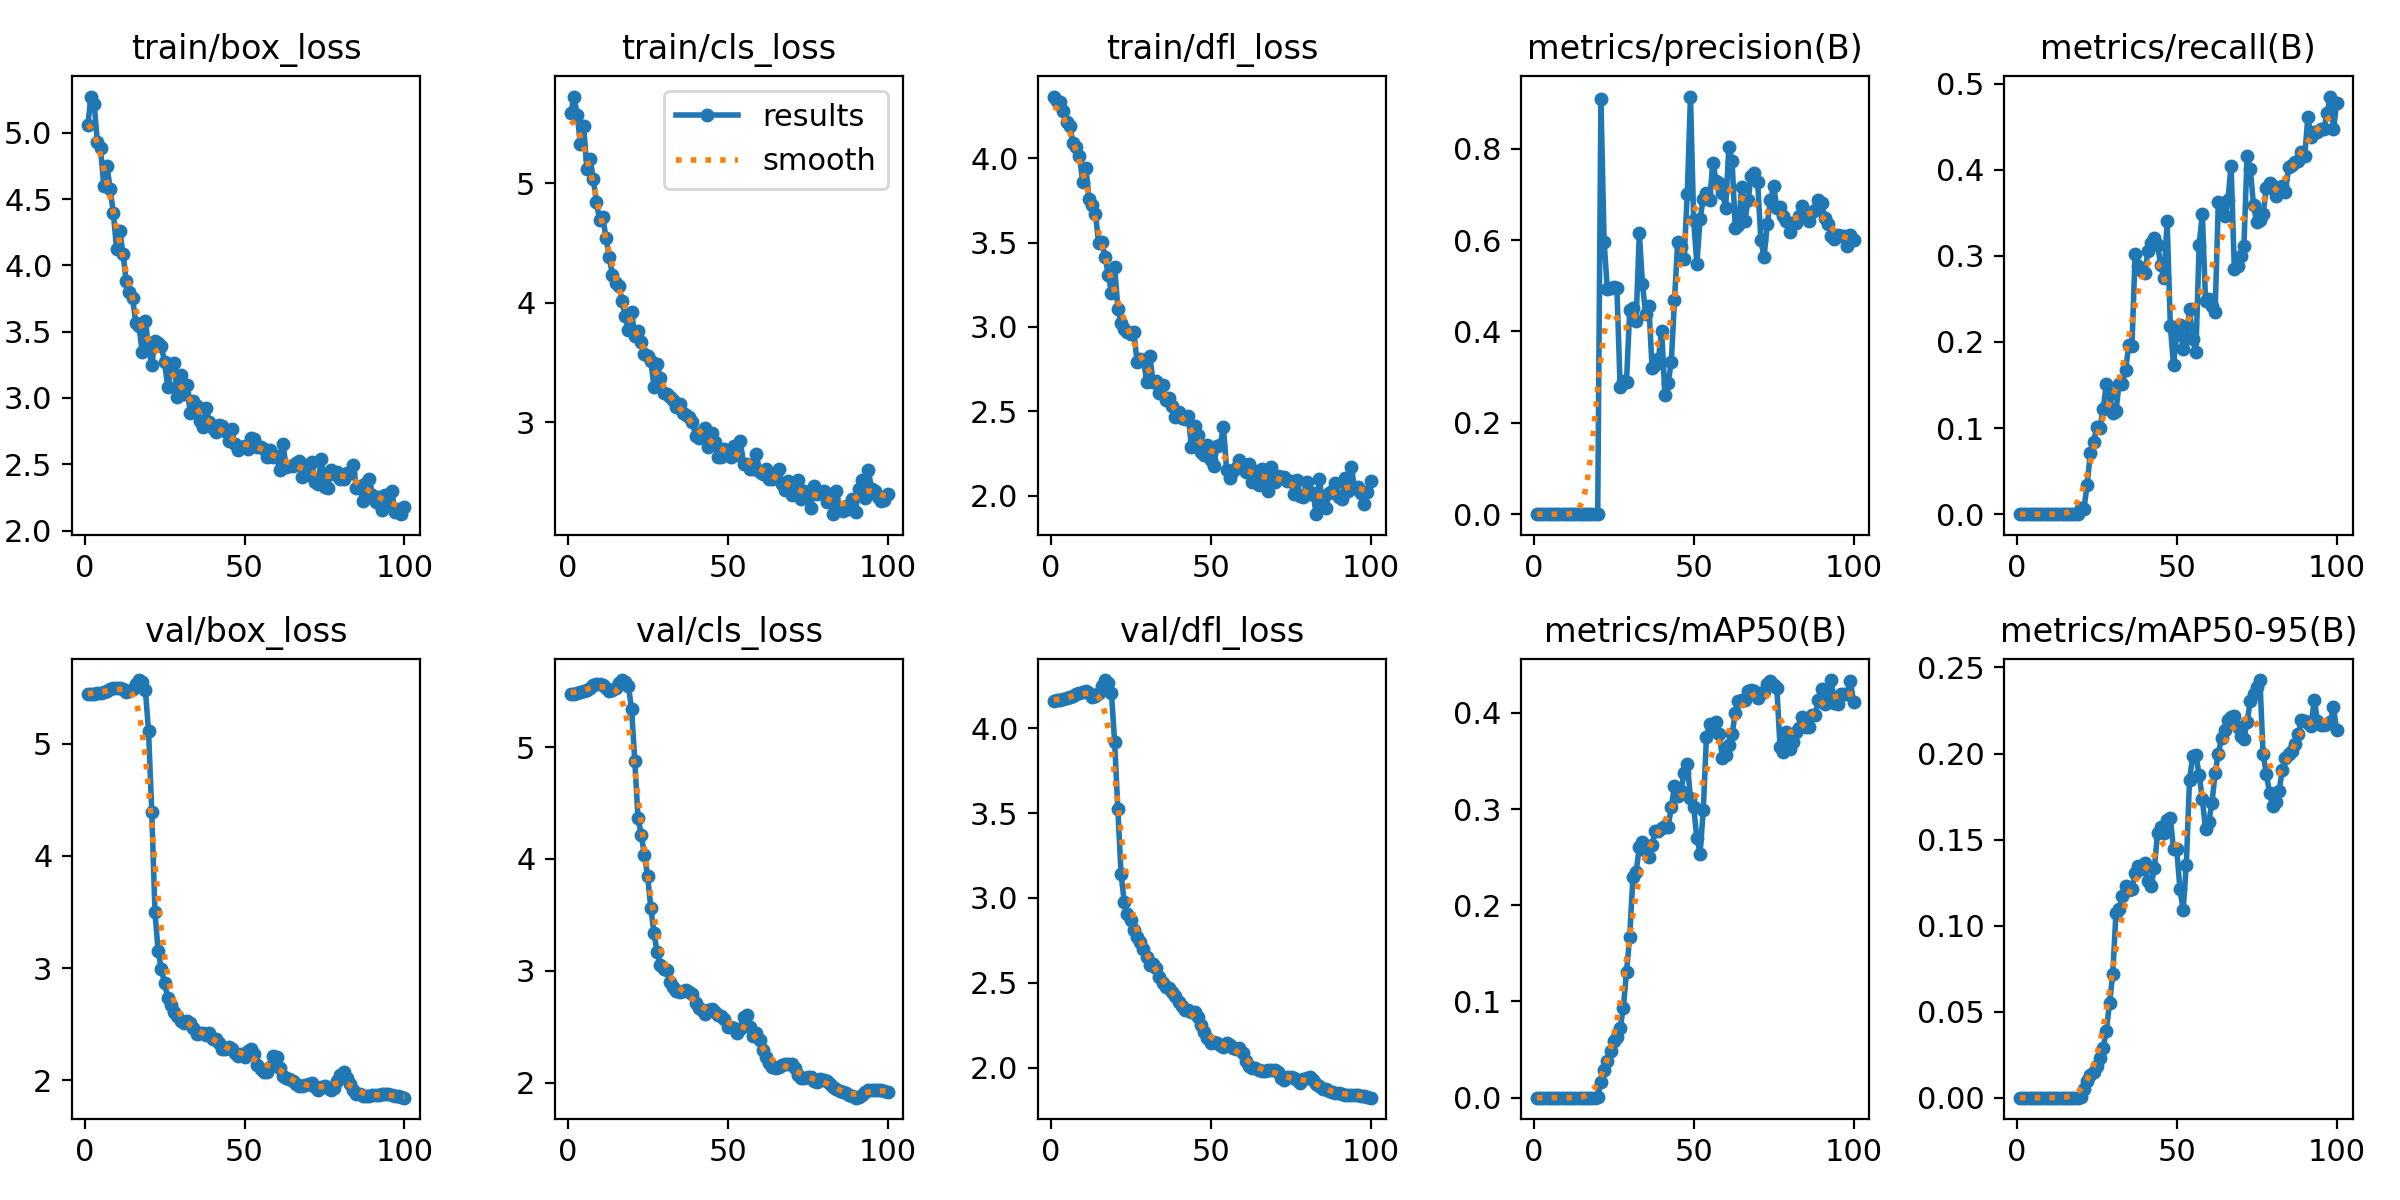 train/box_loss
5.0
4.5
4.0
3.5
3.0
2.5
2.0
0 50 100
train/cls_loss
results
smooth
5
4
3
0 50 100
train/dfl_loss
4.0
3.5
3.0
2.5
2.0
0 50 100
metrics/precision(B)
0.8
0.6
0.4
0.2
0.0
0 50 100
metrics/recall(B)
0.5
0.4
0.3
0.2
0.1
0.0
0 50 100
val/box_loss
5
4
3
2
0 50 100
val/cls_loss
5
4
3
2
0 50 100
val/dfl_loss
4.0
3.5
3.0
2.5
2.0
0 50 100
metrics/mAP50(B)
0.4
0.3
0.2
0.1
0.0
0 50 100
metrics/mAP50-95(B)
0.25
0.20
0.15
0.10
0.05
0.00
0 50 100